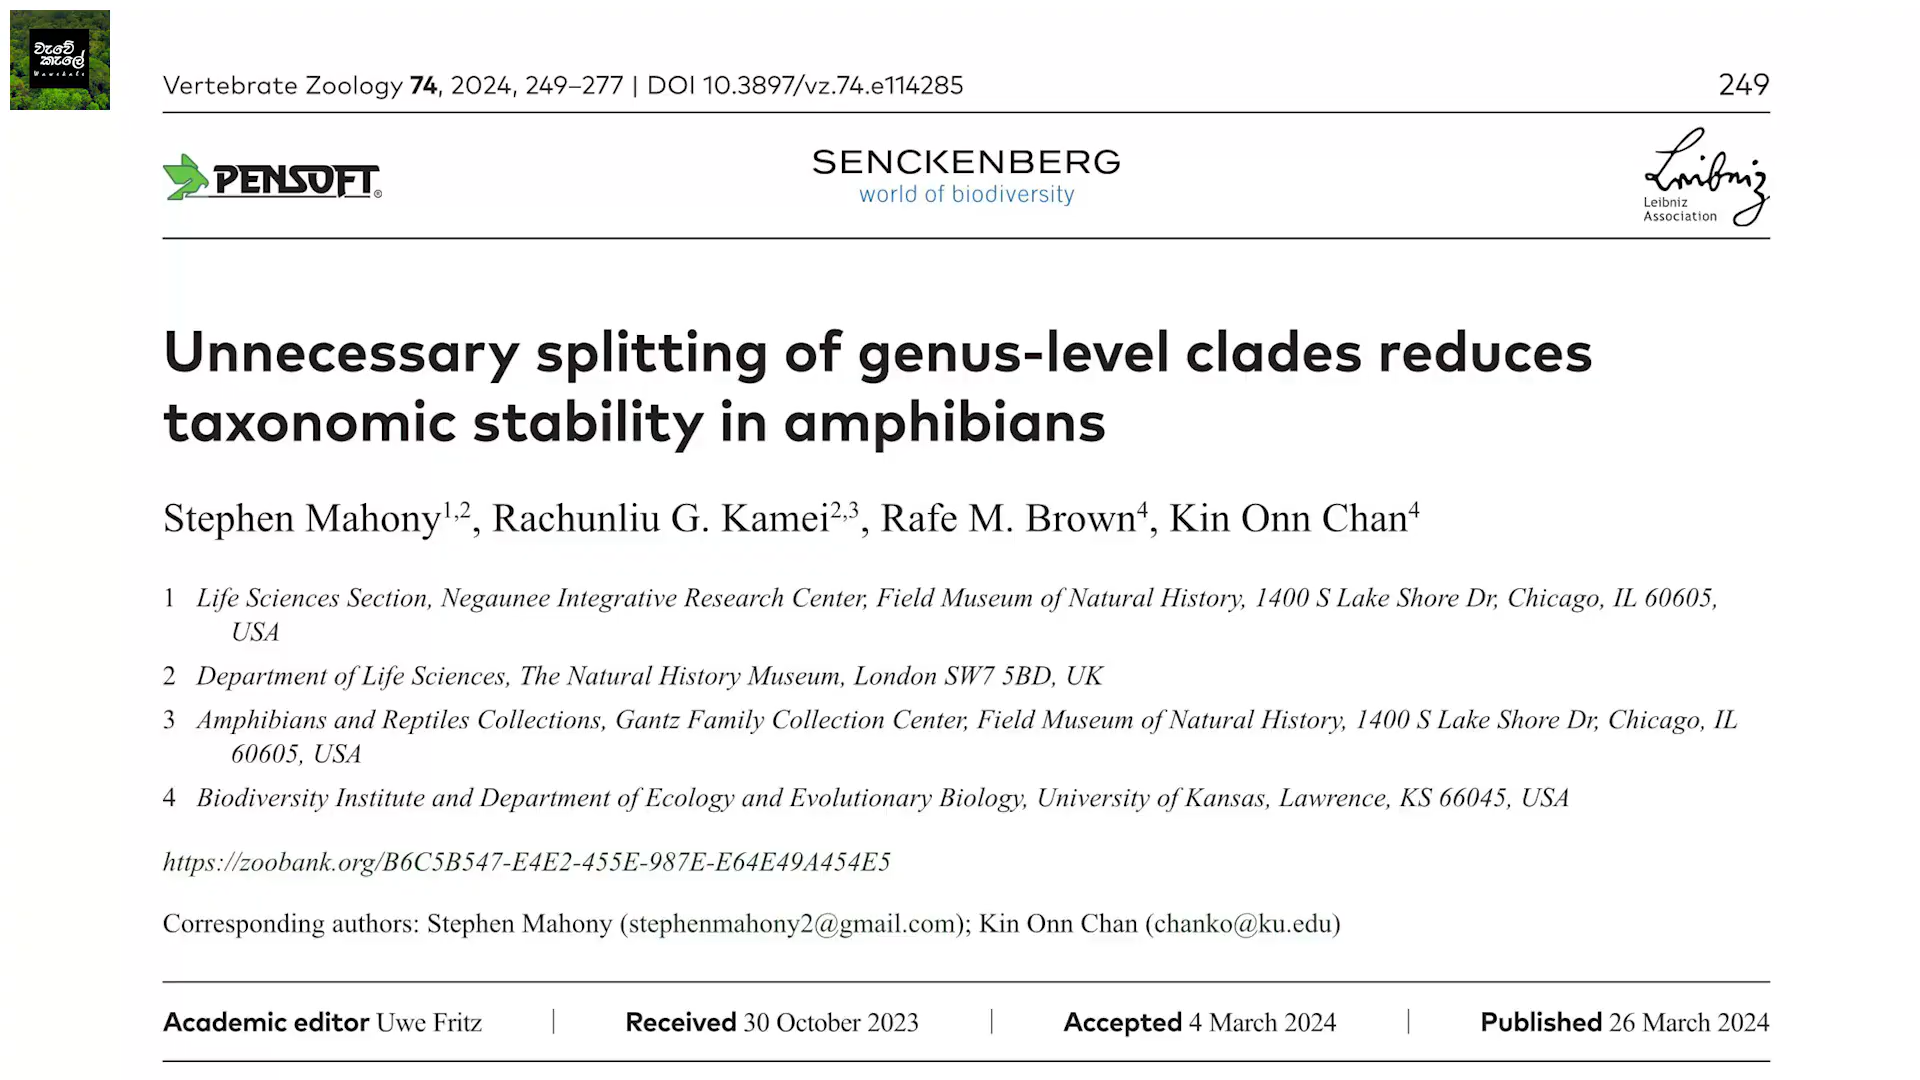 වැවේ
කැලේ
Wewekele
Vertebrate Zoology 74, 2024, 249–277 | DOI 10.3897/vz.74.e114285
249
PENSOFT®
SENCKENBERG
world of biodiversity
Leibniz
Leibniz
Association
Unnecessary splitting of genus-level clades reduces
taxonomic stability in amphibians
Stephen Mahony1,2, Rachunliu G. Kamei2,3, Rafe M. Brown4, Kin Onn Chan4
1 Life Sciences Section, Negaunee Integrative Research Center, Field Museum of Natural History, 1400 S Lake Shore Dr, Chicago, IL 60605,
USA
2 Department of Life Sciences, The Natural History Museum, London SW7 5BD, UK
3 Amphibians and Reptiles Collections, Gantz Family Collection Center, Field Museum of Natural History, 1400 S Lake Shore Dr, Chicago, IL
60605, USA
4 Biodiversity Institute and Department of Ecology and Evolutionary Biology, University of Kansas, Lawrence, KS 66045, USA
https://zoobank.org/B6C5B547-E4E2-455E-987E-E64E49A454E5
Corresponding authors: Stephen Mahony (stephenmahony2@gmail.com); Kin Onn Chan (chanko@ku.edu)
Academic editor Uwe Fritz | Received 30 October 2023 | Accepted 4 March 2024 | Published 26 March 2024